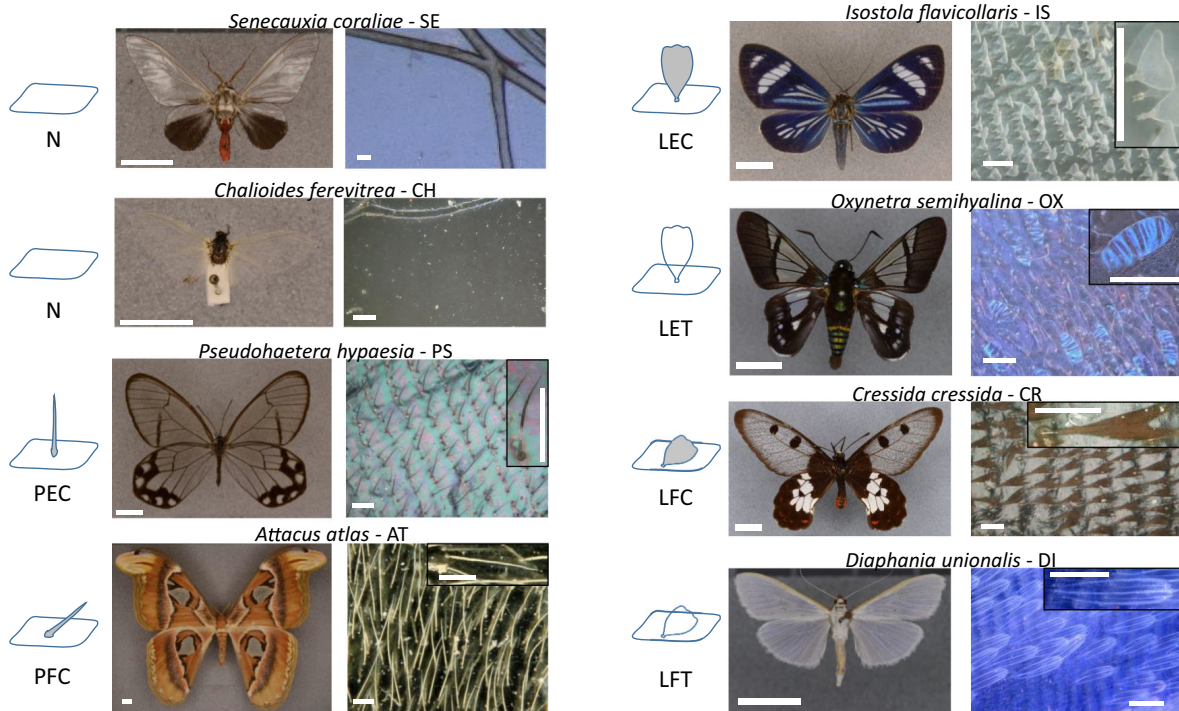 Senecauxia coraliae - SE
N
Chalioides ferevitrea - CH
N
Pseudohaetera hypaesia - PS
PEC
Attacus atlas - AT
PFC
Isostola flavicollaris - IS
LEC
Oxynetra semihyalina - OX
LET
Cressida cressida - CR
LFC
Diaphania unionalis - DI
LFT